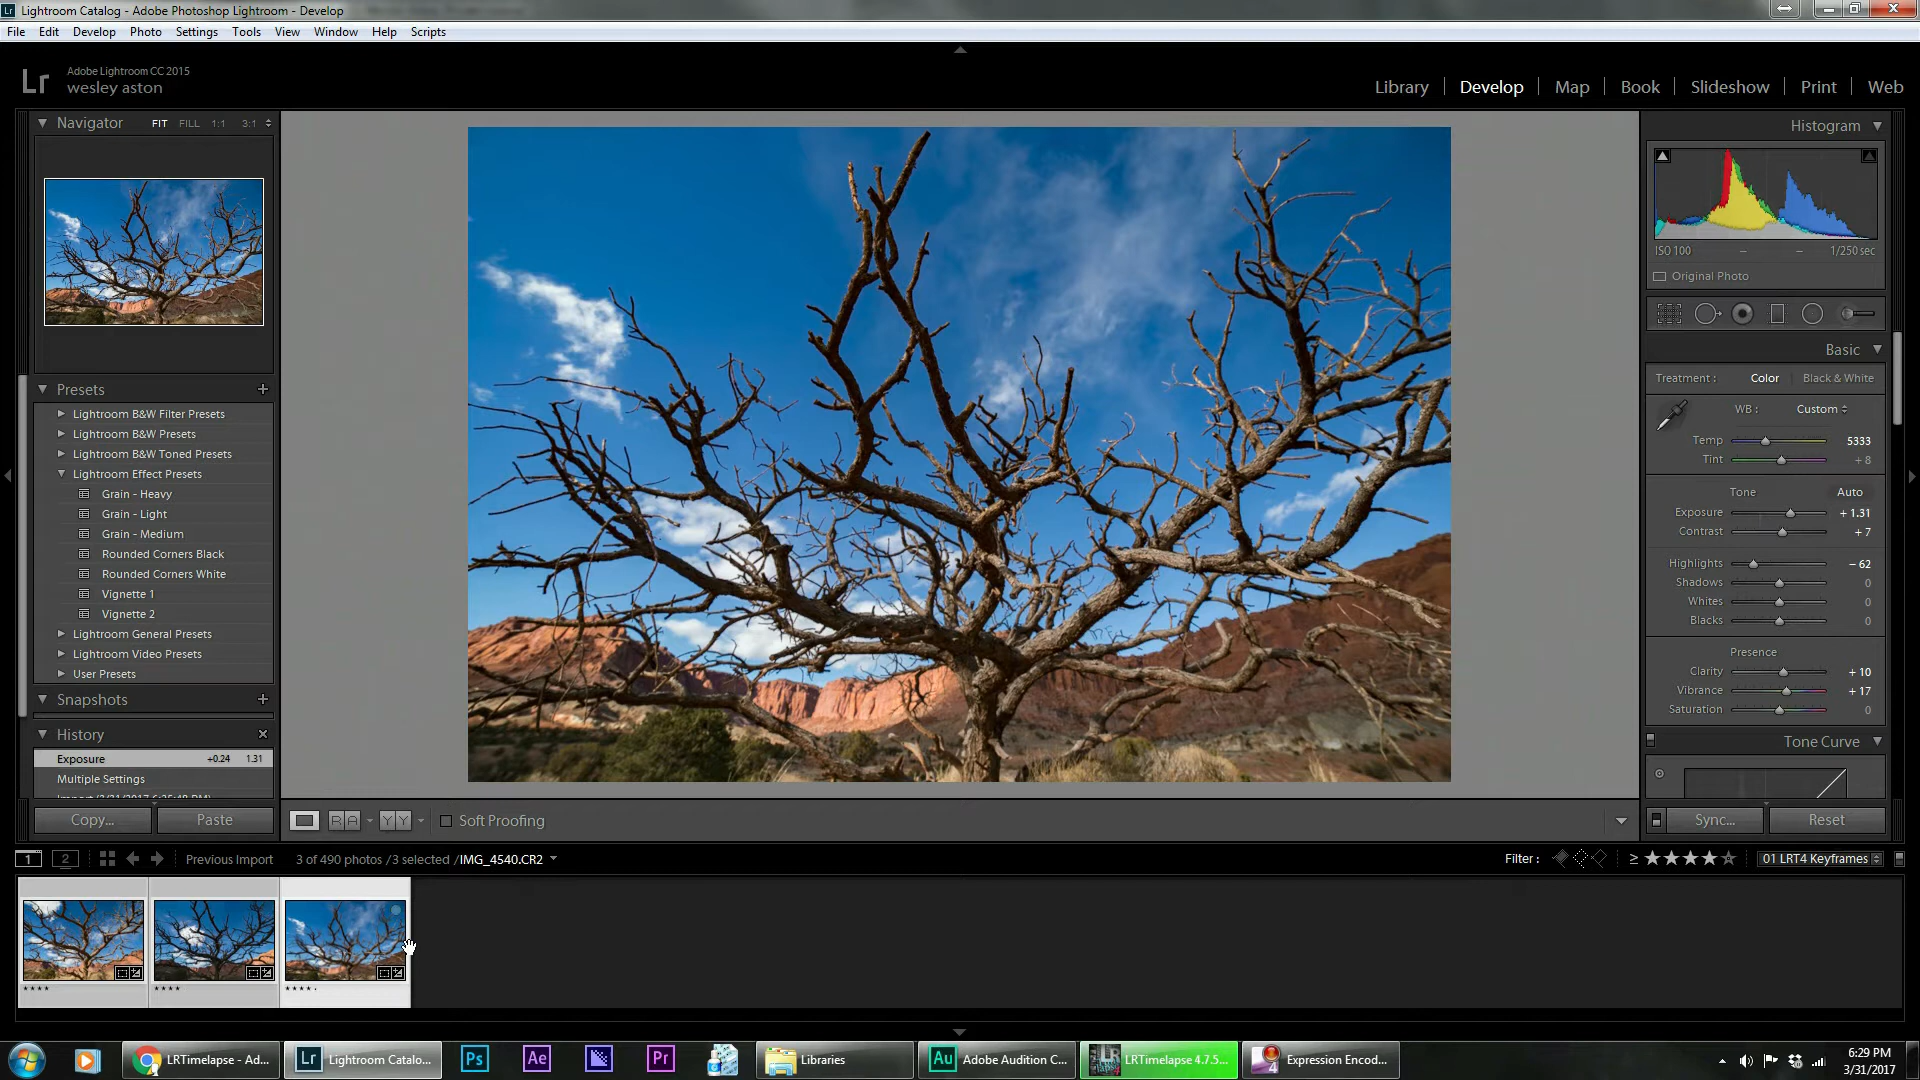 Lightroom Catalog - Adobe Photoshop Lightroom - Develop
File Edit Develop Photo Settings Tools View Window Help Scripts
Lr
Adobe Lightroom CC 2015
wesley aston
Library Develop Map Book Slideshow Print Web
Navigator FIT FILL 1:1 3:1
Presets
Lightroom B&W Filter Presets
Lightroom B&W Presets
Lightroom B&W Toned Presets
Lightroom Effect Presets
Grain - Heavy
Grain - Light
Grain - Medium
Rounded Corners Black
Rounded Corners White
Vignette 1
Vignette 2
Lightroom General Presets
Lightroom Video Presets
User Presets
Snapshots
History
Exposure +0.24 1.31
Multiple Settings
Copy... Paste
Histogram
ISO 100 – – 1/250 sec
Original Photo
Basic
Treatment : Color Black & White
WB : Custom
Temp 5333
Tint + 8
Tone Auto
Exposure + 1.31
Contrast + 7
Highlights – 62
Shadows 0
Whites 0
Blacks 0
Presence
Clarity + 10
Vibrance + 17
Saturation 0
Tone Curve
Sync... Reset
R A Y Y Soft Proofing
1 2 Previous Import 3 of 490 photos /3 selected /IMG_4540.CR2
Filter : ≥ ★★★★★ 01 LRT4 Keyframes
LRTimelapse - Ad...
Lr Lightroom Catalo...
Ps
Ae
Pr
Libraries
Au Adobe Audition C...
LRTimelapse 4.7.5...
Expression Encod...
6:29 PM
3/31/2017